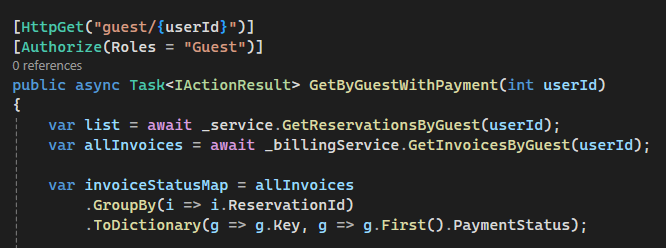 [HttpGet("guest/{userId}")]
[Authorize(Roles = "Guest")]
0 references
public async Task<IActionResult> GetByGuestWithPayment(int userId)
{
    var list = await _service.GetReservationsByGuest(userId);
    var allInvoices = await _billingService.GetInvoicesByGuest(userId);
    var invoiceStatusMap = allInvoices
        .GroupBy(i => i.ReservationId)
        .ToDictionary(g => g.Key, g => g.First().PaymentStatus);